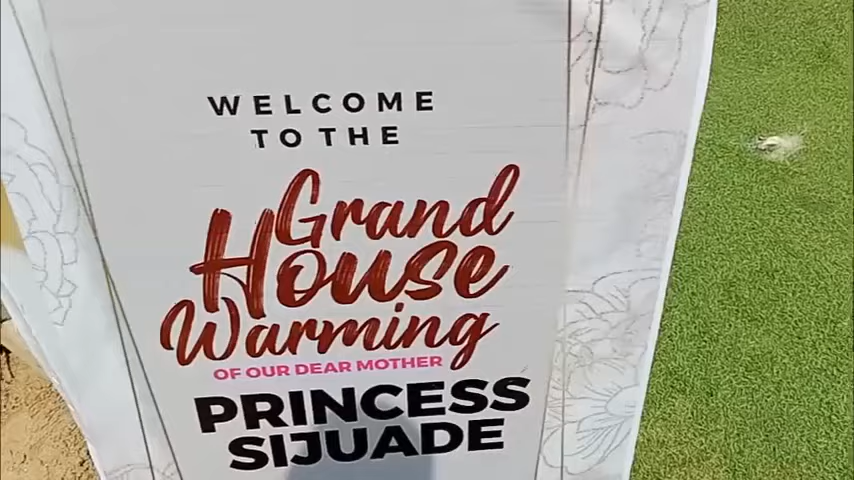 WELCOME
TO THE
Grand
House
Warming
OF OUR DEAR MOTHER
PRINCESS
SIJUADE